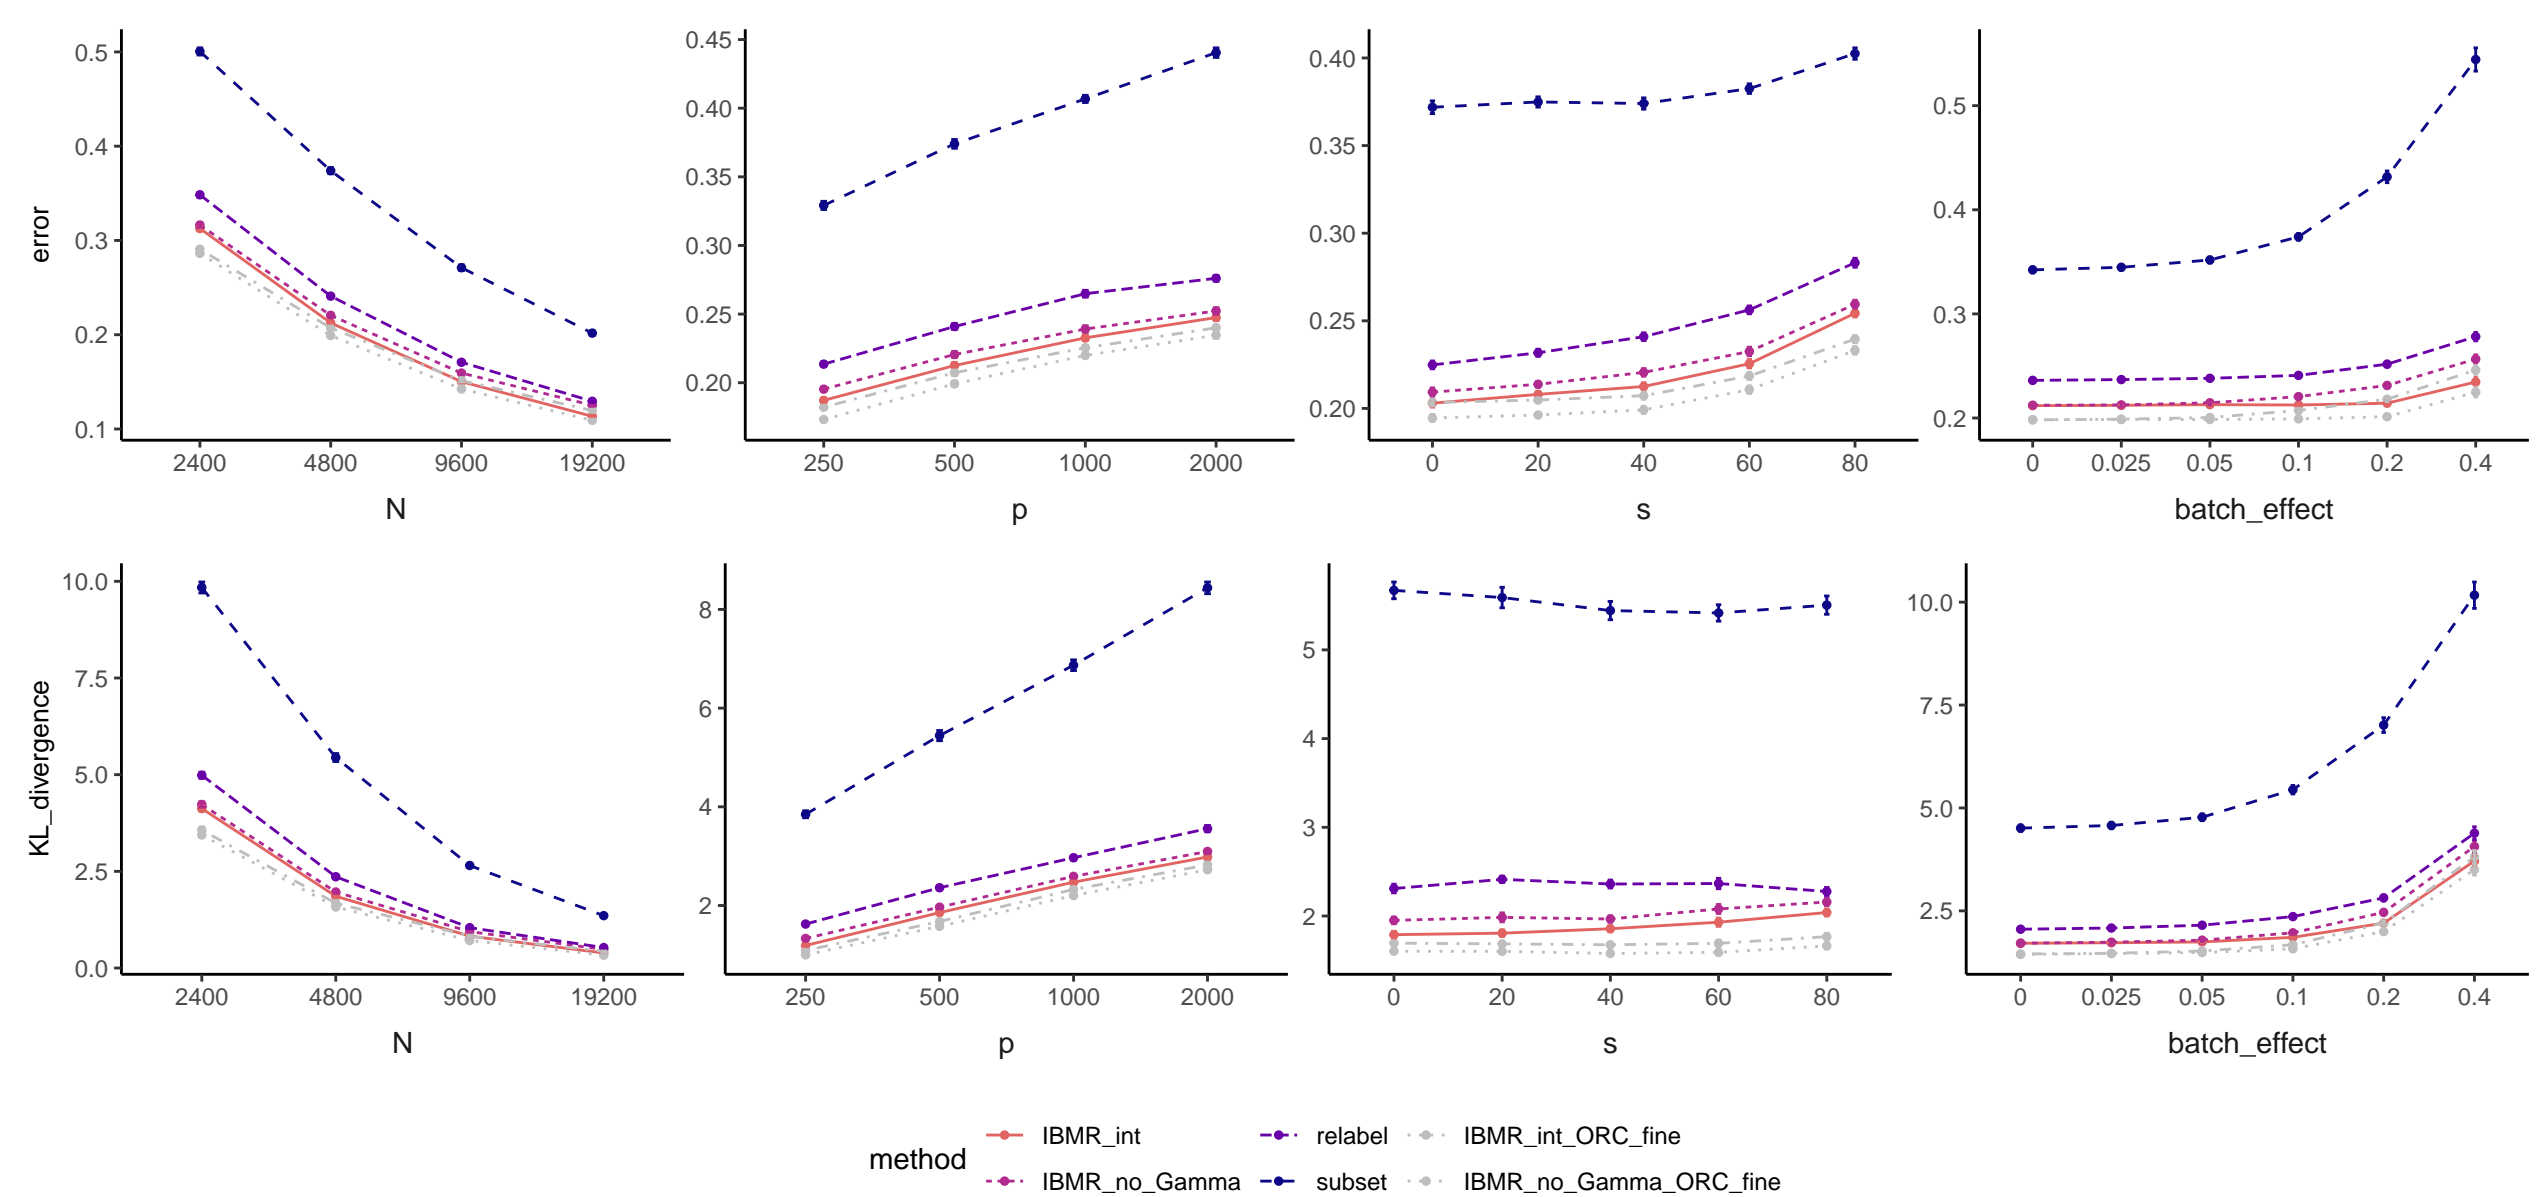 error
0.5
0.4
0.3
0.2
0.1
2400 4800 9600 19200
N
0.45
0.40
0.35
0.30
0.25
0.20
250 500 1000 2000
p
0.40
0.35
0.30
0.25
0.20
0 20 40 60 80
s
0.5
0.4
0.3
0.2
0 0.025 0.05 0.1 0.2 0.4
batch_effect
KL_divergence
10.0
7.5
5.0
2.5
0.0
2400 4800 9600 19200
N
8
6
4
2
250 500 1000 2000
p
5
4
3
2
0 20 40 60 80
s
10.0
7.5
5.0
2.5
0 0.025 0.05 0.1 0.2 0.4
batch_effect
method
IBMR_int relabel IBMR_int_ORC_fine
IBMR_no_Gamma subset IBMR_no_Gamma_ORC_fine